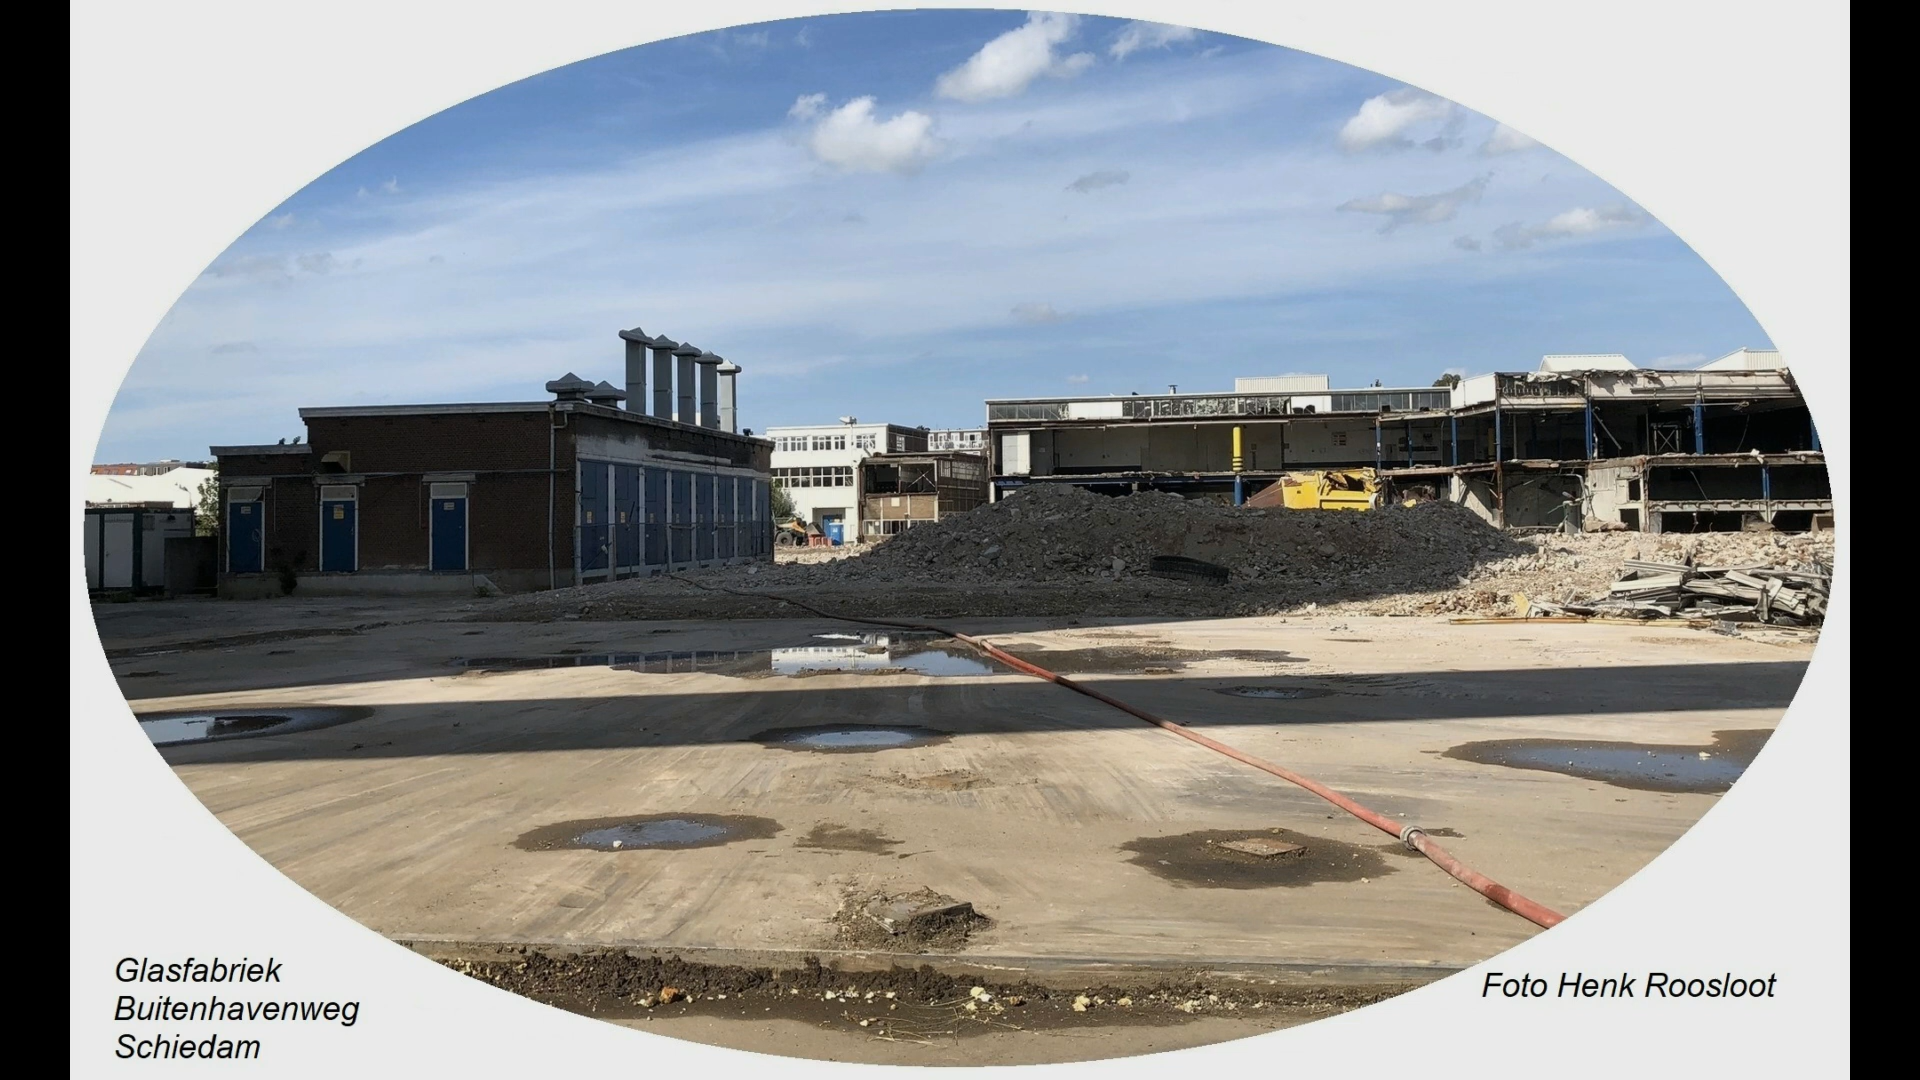 Glasfabriek
Buitenhavenweg
Schiedam
Foto Henk Roosloot